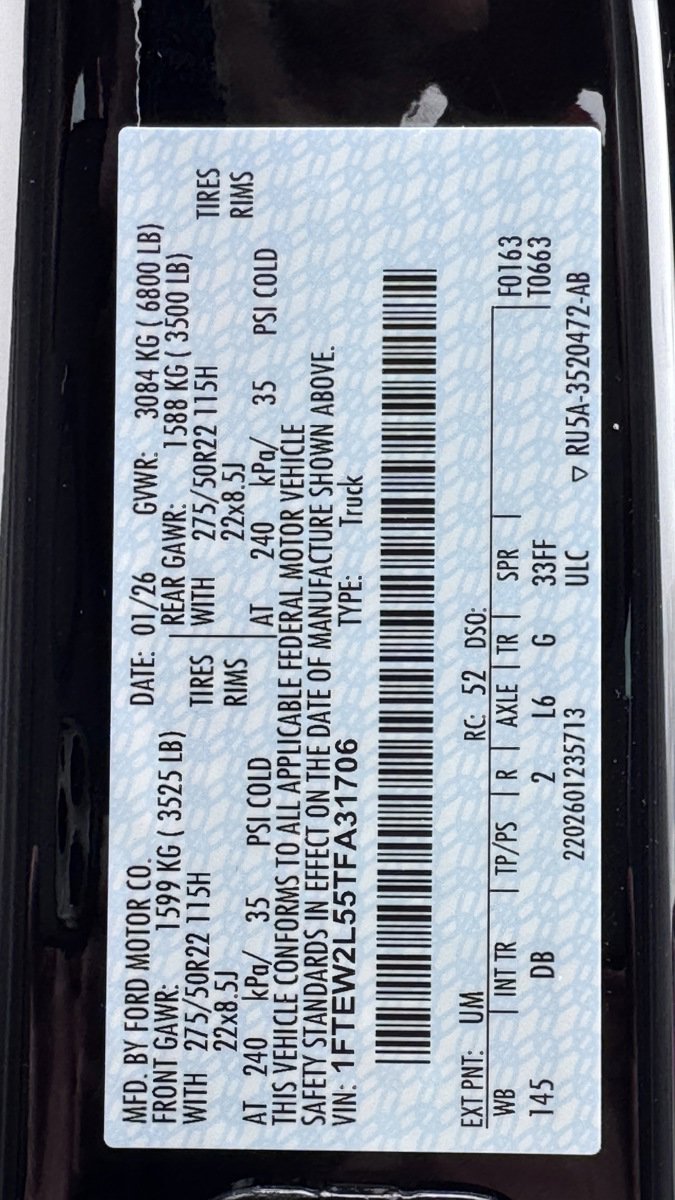 MFD. BY FORD MOTOR CO. DATE: 01/26 GVWR: 3084 KG ( 6800 LB)
FRONT GAWR: 1599 KG ( 3525 LB) REAR GAWR: 1588 KG ( 3500 LB)
WITH 275/50R22 115H TIRES WITH 275/50R22 115H TIRES
22x8.5J RIMS 22x8.5J RIMS
AT 240 kPa/ 35 PSI COLD AT 240 kPa/ 35 PSI COLD
THIS VEHICLE CONFORMS TO ALL APPLICABLE FEDERAL MOTOR VEHICLE
SAFETY STANDARDS IN EFFECT ON THE DATE OF MANUFACTURE SHOWN ABOVE.
VIN: 1FTEW2L55TFA31706 TYPE: Truck
EXT PNT: UM RC: 52 DSO:
WB INT TR TP/PS R AXLE TR SPR F0163
145 DB 2 L6 G 33FF T0663
2202601235713 ULC ▽ RU5A-3520472-AB